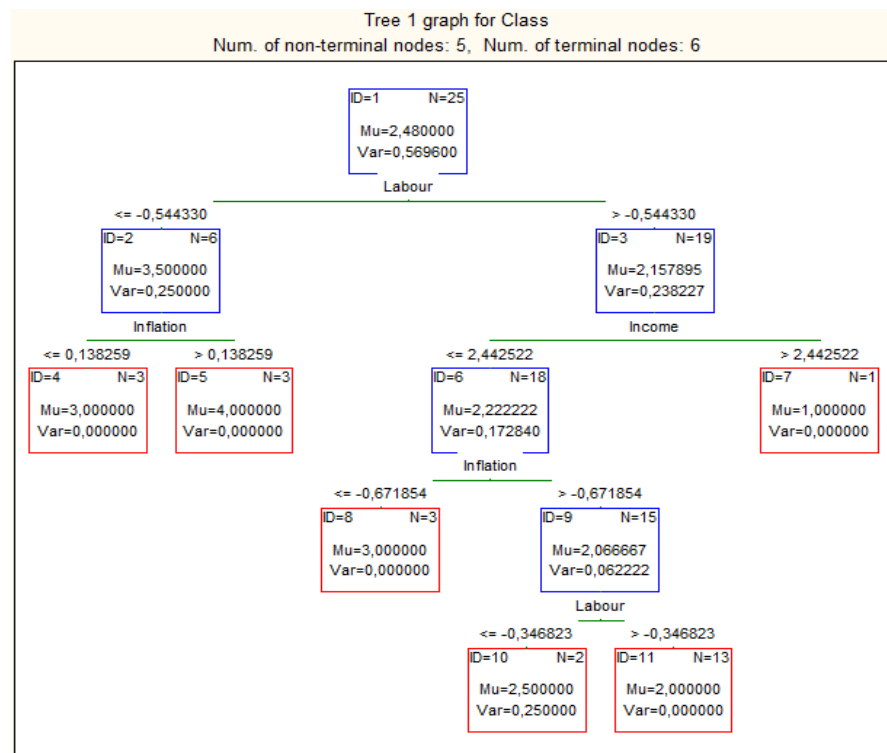 Tree 1 graph for Class
Num. of non-terminal nodes: 5, Num. of terminal nodes: 6
ID=1 N=25
Mu=2,480000
Var=0,569600
Labour
<= -0,544330 > -0,544330
ID=2 N=6 ID=3 N=19
Mu=3,500000 Mu=2,157895
Var=0,250000 Var=0,238227
Inflation Income
<= 0,138259 > 0,138259 <= 2,442522 > 2,442522
ID=4 N=3 ID=5 N=3 ID=6 N=18 ID=7 N=1
Mu=3,000000 Mu=4,000000 Mu=2,222222 Mu=1,000000
Var=0,000000 Var=0,000000 Var=0,172840 Var=0,000000
Inflation
<= -0,671854 > -0,671854
ID=8 N=3 ID=9 N=15
Mu=3,000000 Mu=2,066667
Var=0,000000 Var=0,062222
Labour
<= -0,346823 > -0,346823
ID=10 N=2 ID=11 N=13
Mu=2,500000 Mu=2,000000
Var=0,250000 Var=0,000000